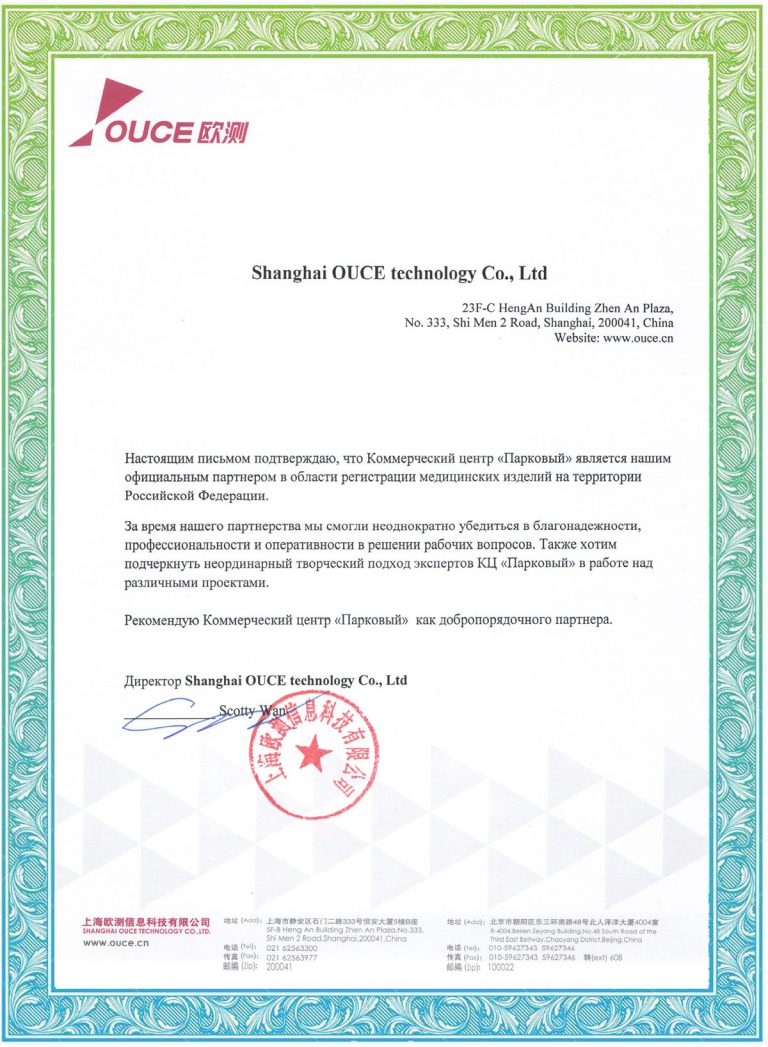 OUCE 欧测
Shanghai OUCE technology Co., Ltd
23F-C HengAn Building Zhen An Plaza,
No. 333, Shi Men 2 Road, Shanghai, 200041, China
Website: www.ouce.cn
Настоящим письмом подтверждаю, что Коммерческий центр «Парковый» является нашим
официальным партнером в области регистрации медицинских изделий на территории
Российской Федерации.
За время нашего партнерства мы смогли неоднократно убедиться в благонадежности,
профессиональности и оперативности в решении рабочих вопросов. Также хотим
подчеркнуть неординарный творческий подход экспертов КЦ «Парковый» в работе над
различными проектами.
Рекомендую Коммерческий центр «Парковый» как добропорядочного партнера.
Директор Shanghai OUCE technology Co., Ltd
Scotty Wan
上海欧测信息科技有限公司
上海欧测信息科技有限公司
SHANGHAI OUCE TECHNOLOGY CO.,LTD.
www.ouce.cn
地址 (Add): 上海市静安区石门二路333号恒安大厦5楼B座
5F-B Heng An Building Zhen An Plaza,No.333,
Shi Men 2 Road,Shanghai,200041,China
电话 (Tel): 021 62563300
传真 (Fax): 021 62563977
邮编 (Zip): 200041
地址 (Add): 北京市朝阳区东三环南路48号北人泽洋大厦4004室
K-4004,Beiren Zeyang Building,No.48 South Road of the
Third East Beltway,Chaoyang District,Beijing,China
电话 (Tel): 010-59627343 59627346
传真 (Fax): 010-59627343 59627346 转(ext) 608
邮编 (Zip): 100022